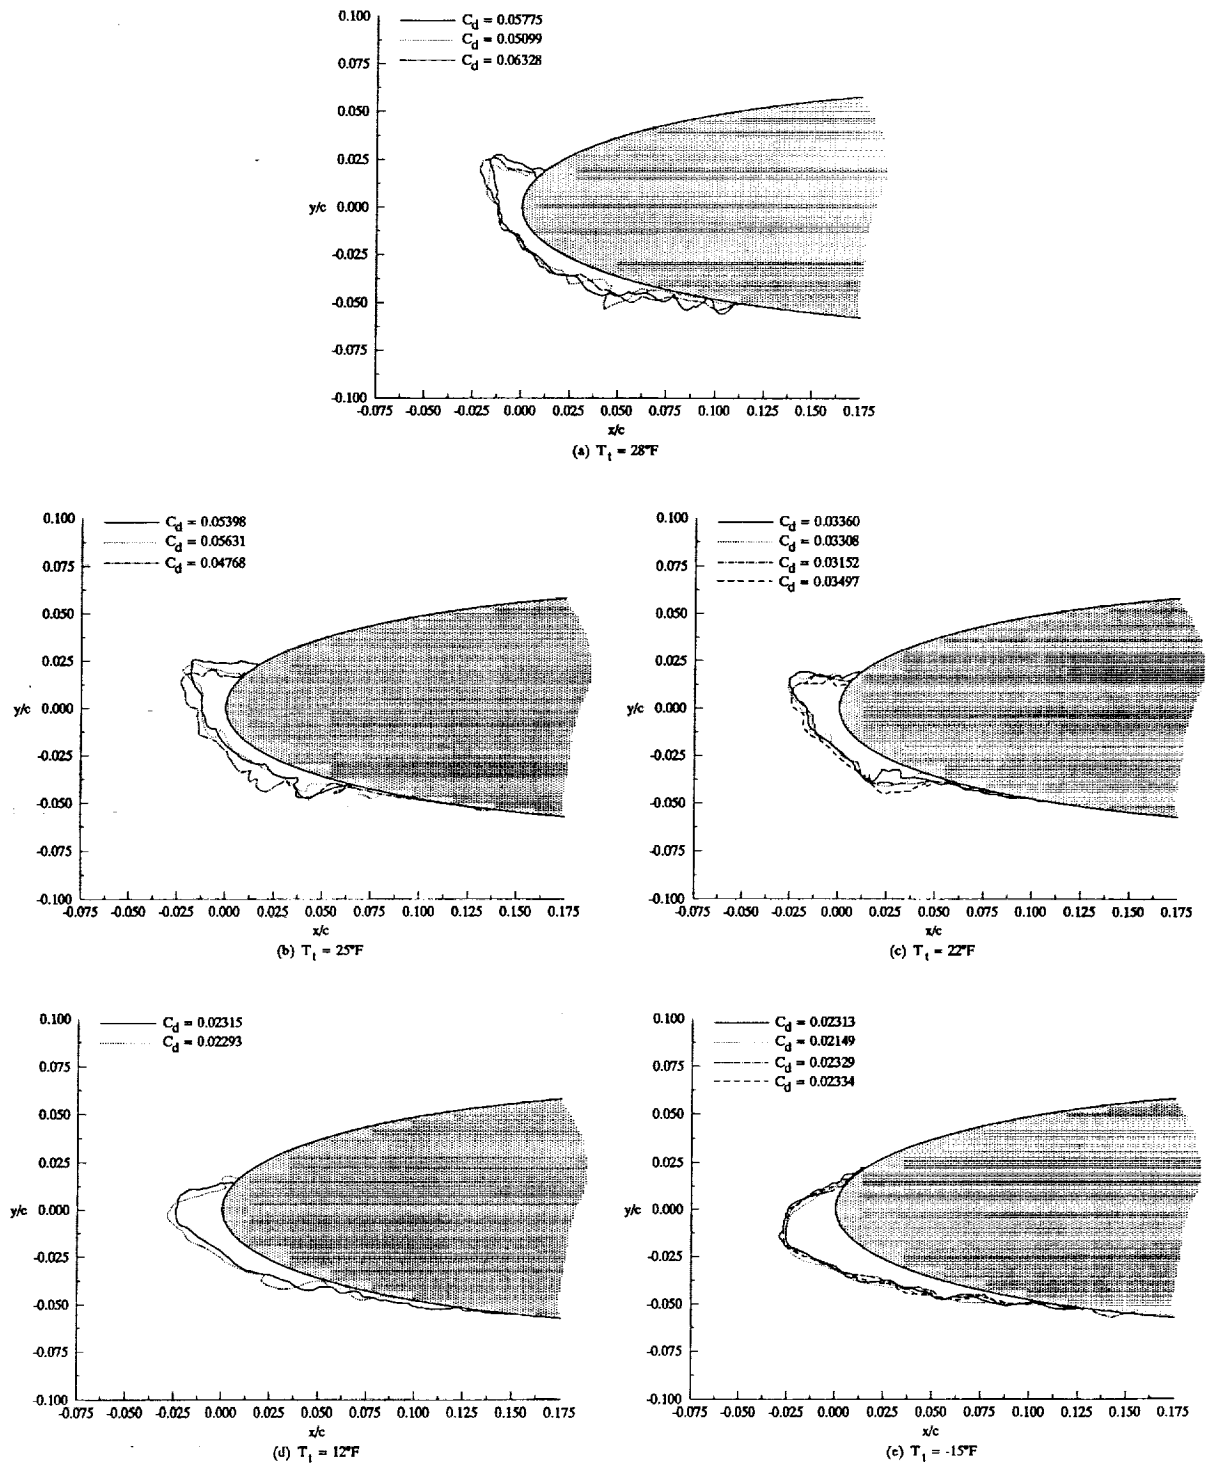 0.100
0.075
0.050
0.025
y/c 0.000
-0.025
-0.050
-0.075
-0.100
C_d = 0.05775
C_d = 0.05099
C_d = 0.06328
-0.075 -0.050 -0.025 0.000 0.025 0.050 0.075 0.100 0.125 0.150 0.175
x/c
(a) T_t = 28°F
0.100
0.075
0.050
0.025
y/c 0.000
-0.025
-0.050
-0.075
-0.100
C_d = 0.05398
C_d = 0.05631
C_d = 0.04768
-0.075 -0.050 -0.025 0.000 0.025 0.050 0.075 0.100 0.125 0.150 0.175
x/c
(b) T_t = 25°F
0.100
0.075
0.050
0.025
y/c 0.000
-0.025
-0.050
-0.075
-0.100
C_d = 0.03360
C_d = 0.03308
C_d = 0.03152
C_d = 0.03497
-0.075 -0.050 -0.025 0.000 0.025 0.050 0.075 0.100 0.125 0.150 0.175
x/c
(c) T_t = 22°F
0.100
0.075
0.050
0.025
y/c 0.000
-0.025
-0.050
-0.075
-0.100
C_d = 0.02315
C_d = 0.02293
-0.075 -0.050 -0.025 0.000 0.025 0.050 0.075 0.100 0.125 0.150 0.175
x/c
(d) T_t = 12°F
0.100
0.075
0.050
0.025
y/c 0.000
-0.025
-0.050
-0.075
-0.100
C_d = 0.02313
C_d = 0.02149
C_d = 0.02329
C_d = 0.02334
-0.075 -0.050 -0.025 0.000 0.025 0.050 0.075 0.100 0.125 0.150 0.175
x/c
(e) T_t = -15°F